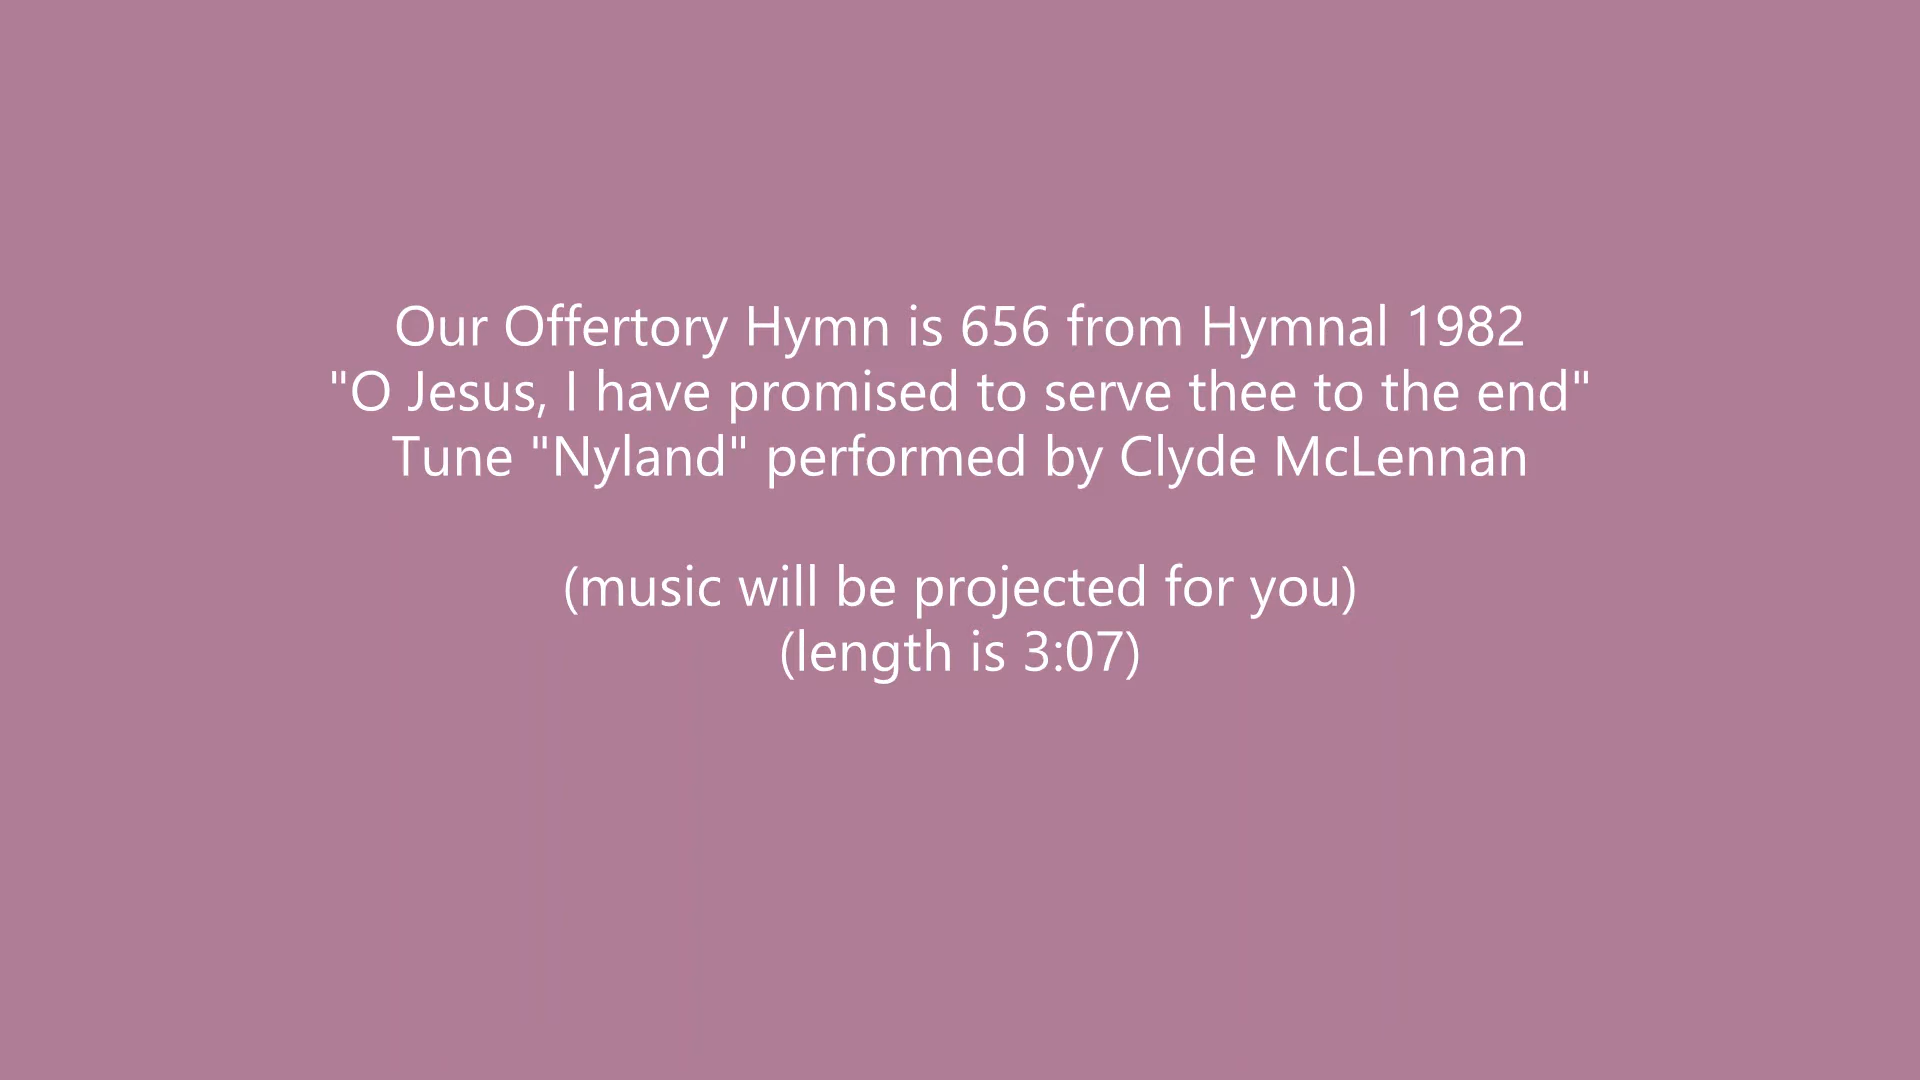 Our Offertory Hymn is 656 from Hymnal 1982
"O Jesus, I have promised to serve thee to the end"
Tune "Nyland" performed by Clyde McLennan
(music will be projected for you)
(length is 3:07)